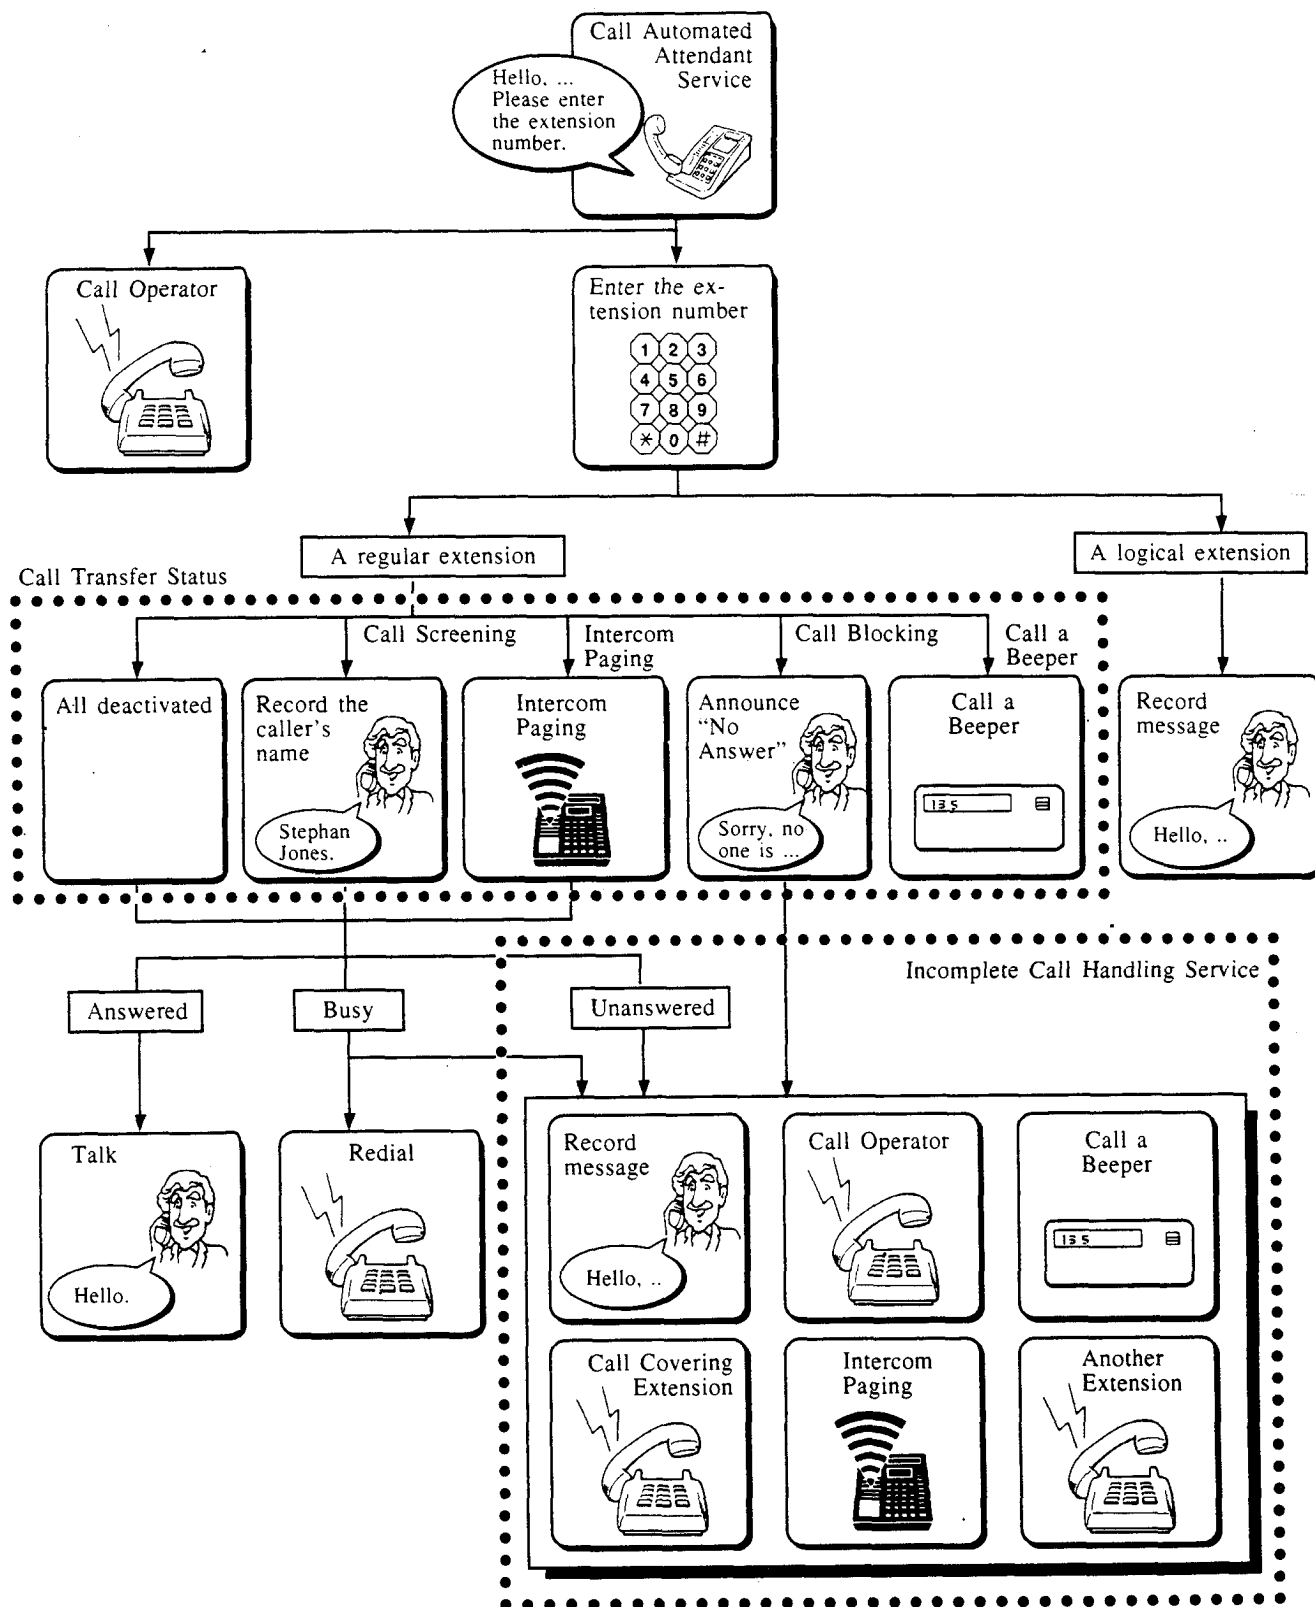 Call Automated
Attendant
Service
Hello, ...
Please enter
the extension
number.
Call Operator
Enter the ex-
tension number
1 2 3
4 5 6
7 8 9
* 0 #
A regular extension
A logical extension
Call Transfer Status
Call Screening
Intercom
Paging
Call Blocking
Call a
Beeper
All deactivated
Record the
caller's
name
Stephan
Jones.
Intercom
Paging
Announce
“No
Answer”
Sorry, no
one is ...
Call a
Beeper
135
Record
message
Hello, ..
Incomplete Call Handling Service
Answered
Busy
Unanswered
Talk
Hello.
Redial
Record
message
Hello, ..
Call Operator
Call a
Beeper
135
Call Covering
Extension
Intercom
Paging
Another
Extension